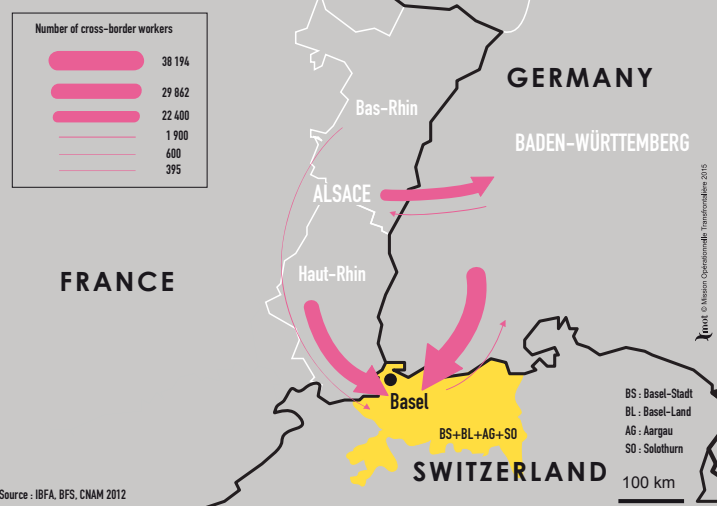 Number of cross-border workers
38 194
29 862
22 400
1 900
600
395
GERMANY
Bas-Rhin
BADEN-WÜRTTEMBERG
ALSACE
FRANCE
Haut-Rhin
Basel
BS+BL+AG+SO
SWITZERLAND
BS : Basel-Stadt
BL : Basel-Land
AG : Aargau
SO : Solothurn
100 km
Source : IBFA, BFS, CNAM 2012
mot © Mission Opérationnelle Transfrontalière 2015